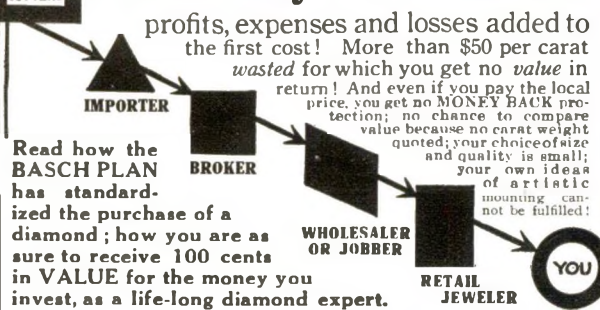 profits, expenses and losses added to
the first cost! More than $50 per carat
wasted for which you get no value in
return! And even if you pay the local
price, you get no MONEY BACK pro-
tection; no chance to compare
value because no carat weight
quoted; your choice of size
and quality is small;
your own ideas
of artistic
mounting can-
not be fulfilled!
IMPORTER
BROKER
WHOLESALER
OR JOBBER
RETAIL
JEWELER
YOU
Read how the
BASCH PLAN
has standard-
ized the purchase of a
diamond; how you are as
sure to receive 100 cents
in VALUE for the money you
invest, as a life-long diamond expert.